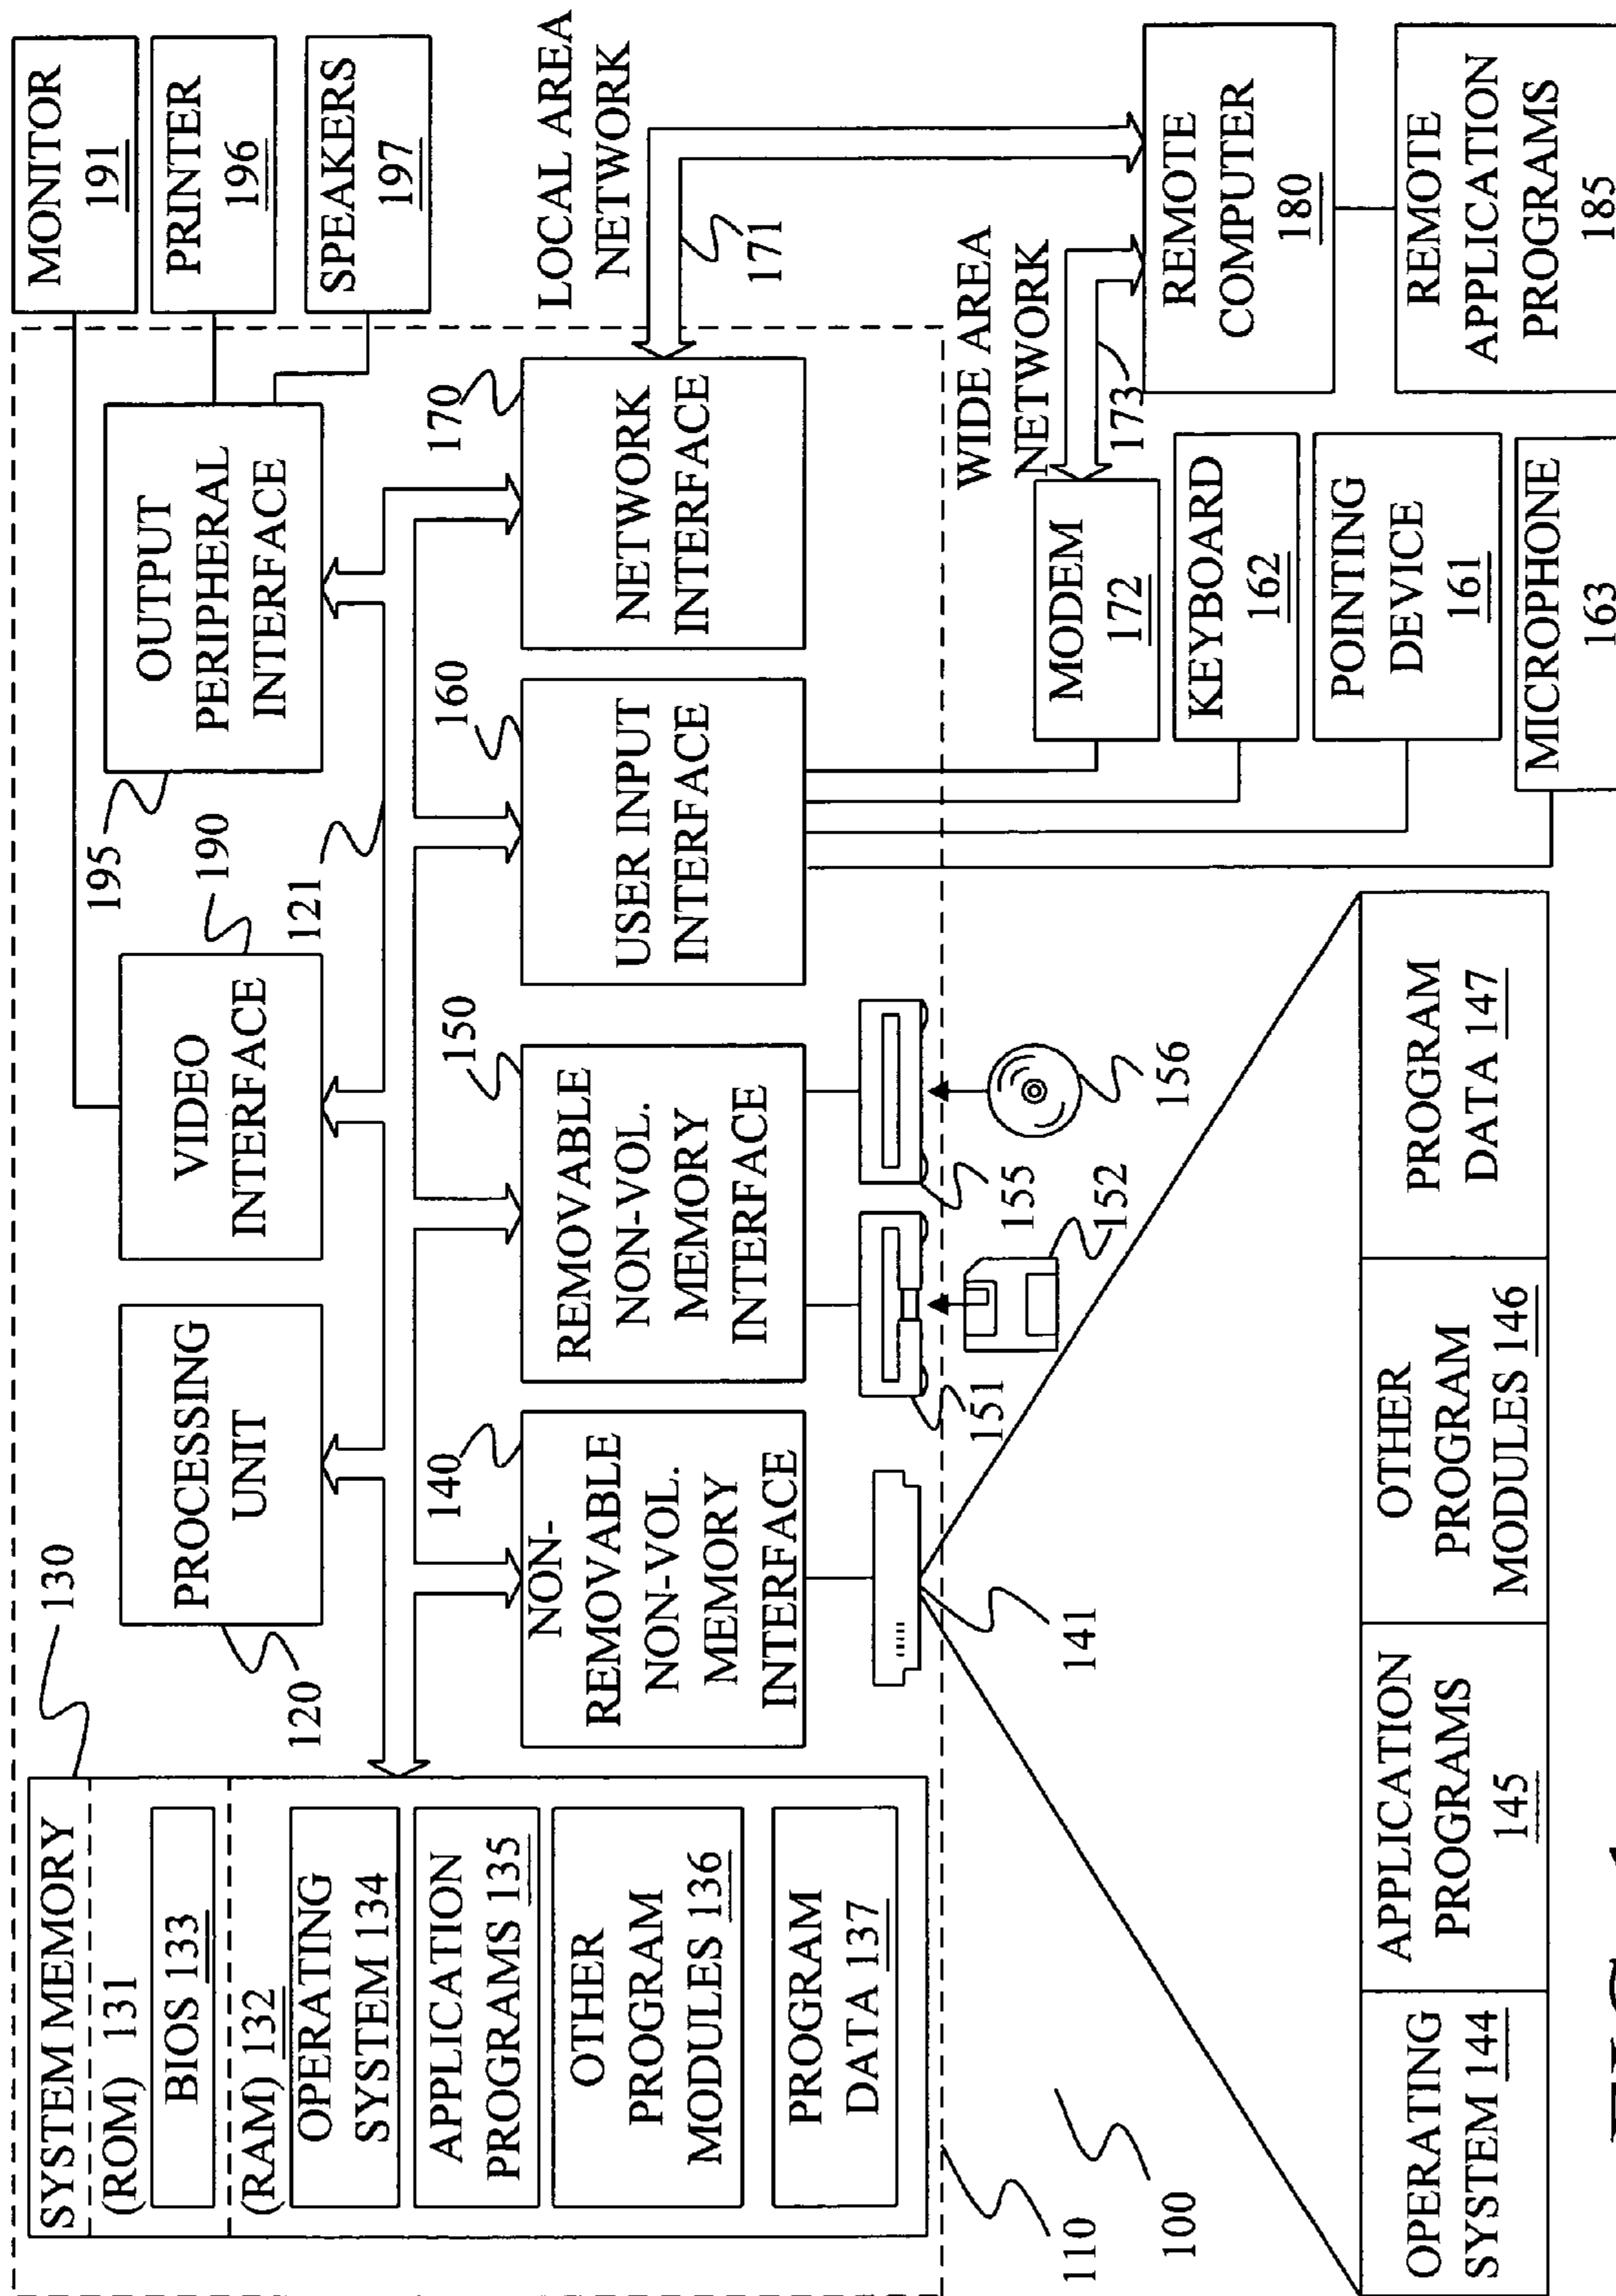 SYSTEM MEMORY
(ROM) 131
BIOS 133
(RAM) 132
OPERATING
SYSTEM 134
APPLICATION
PROGRAMS 135
OTHER
PROGRAM
MODULES 136
PROGRAM
DATA 137
130
PROCESSING
UNIT
120
VIDEO
INTERFACE
190
121
OUTPUT
PERIPHERAL
INTERFACE
195
MONITOR
191
PRINTER
196
SPEAKERS
197
140
NON-
REMOVABLE
NON-VOL.
MEMORY
INTERFACE
150
REMOVABLE
NON-VOL.
MEMORY
INTERFACE
160
USER INPUT
INTERFACE
170
NETWORK
INTERFACE
LOCAL AREA
NETWORK
171
141
151
152
155
156
WIDE AREA
NETWORK
173
MODEM
172
KEYBOARD
162
POINTING
DEVICE
161
MICROPHONE
163
REMOTE
COMPUTER
180
REMOTE
APPLICATION
PROGRAMS
185
110
100
OPERATING
SYSTEM 144
APPLICATION
PROGRAMS
145
OTHER
PROGRAM
MODULES 146
PROGRAM
DATA 147